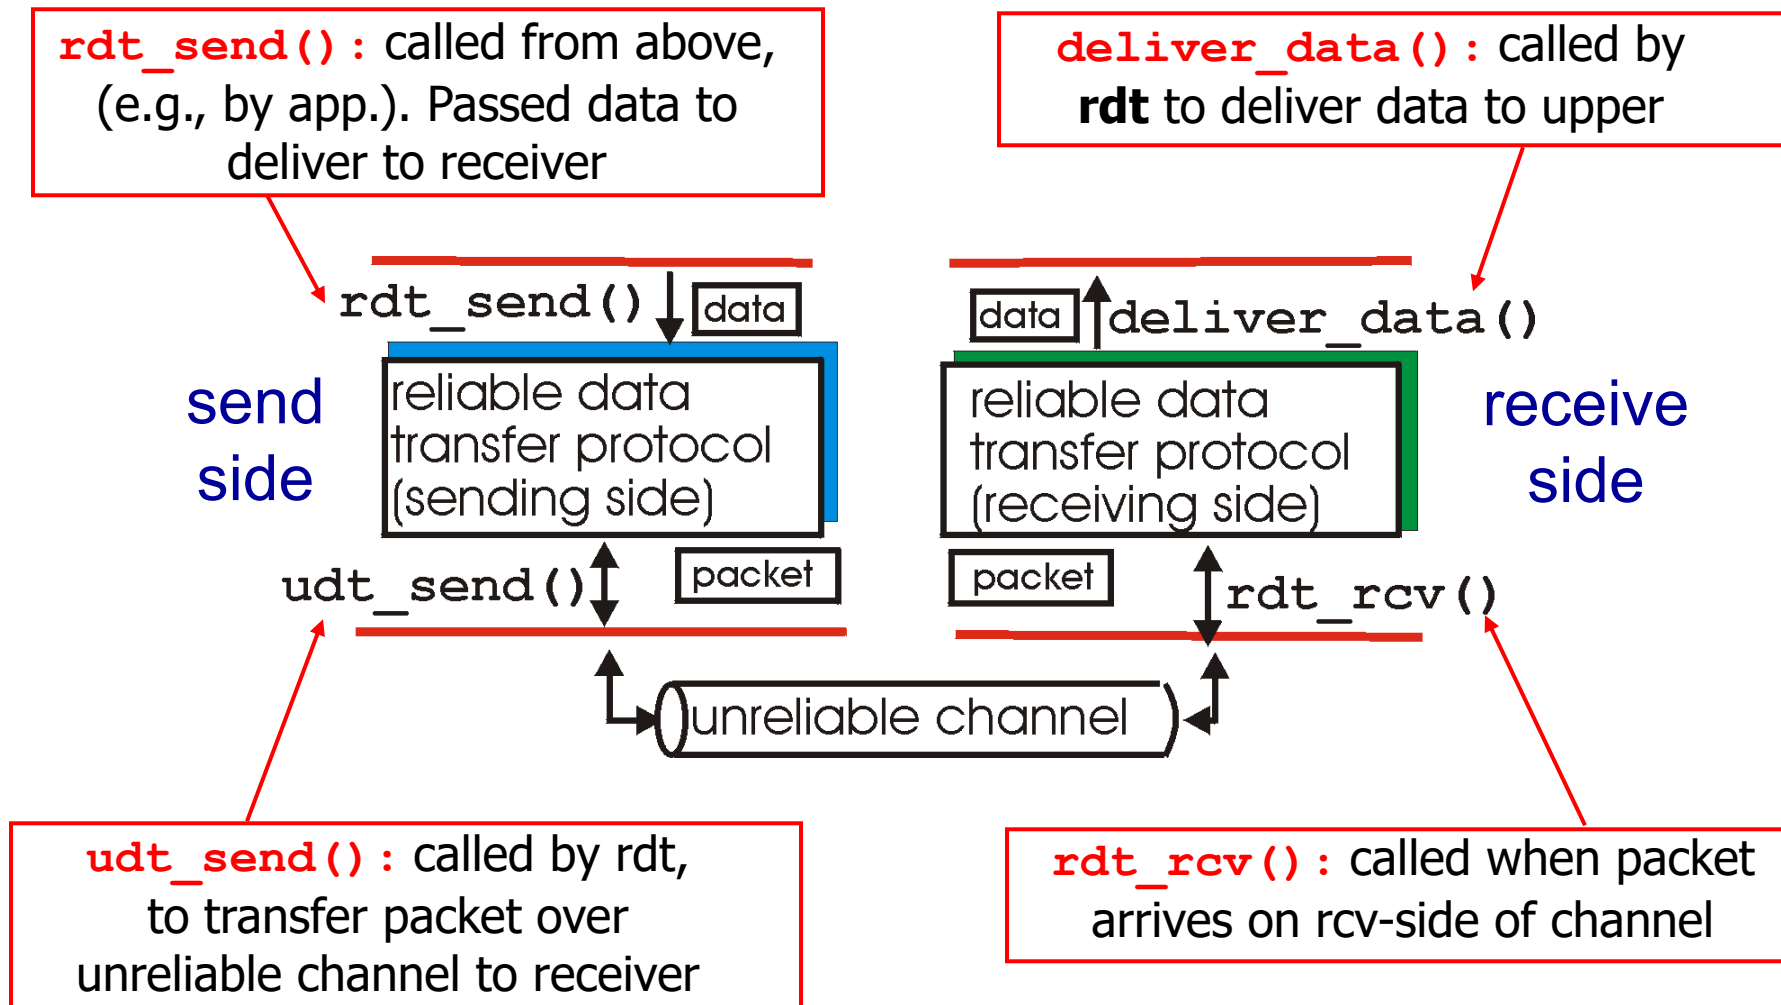 rdt_send(): called from above,
(e.g., by app.). Passed data to
deliver to receiver
deliver_data(): called by
rdt to deliver data to upper
rdt_send()
data
data
deliver_data()
send
side
reliable data
transfer protocol
(sending side)
reliable data
transfer protocol
(receiving side)
receive
side
udt_send()
packet
packet
rdt_rcv()
unreliable channel
udt_send(): called by rdt,
to transfer packet over
unreliable channel to receiver
rdt_rcv(): called when packet
arrives on rcv-side of channel